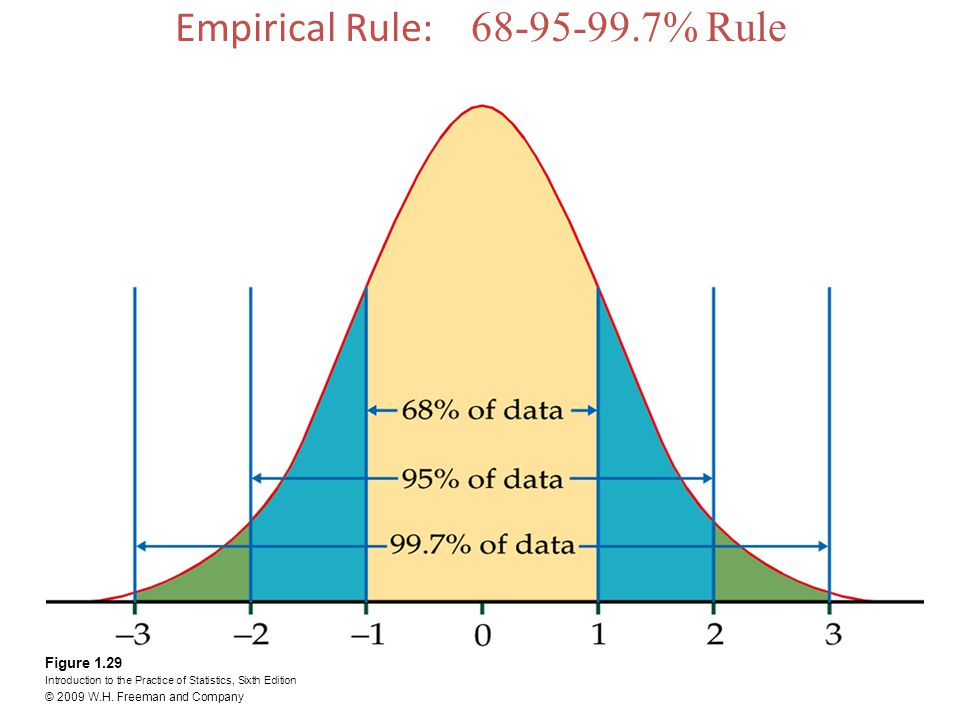 Empirical Rule: 68-95-99.7% Rule
68% of data
95% of data
99.7% of data
–3 –2 –1 0 1 2 3
Figure 1.29
Introduction to the Practice of Statistics, Sixth Edition
© 2009 W.H. Freeman and Company